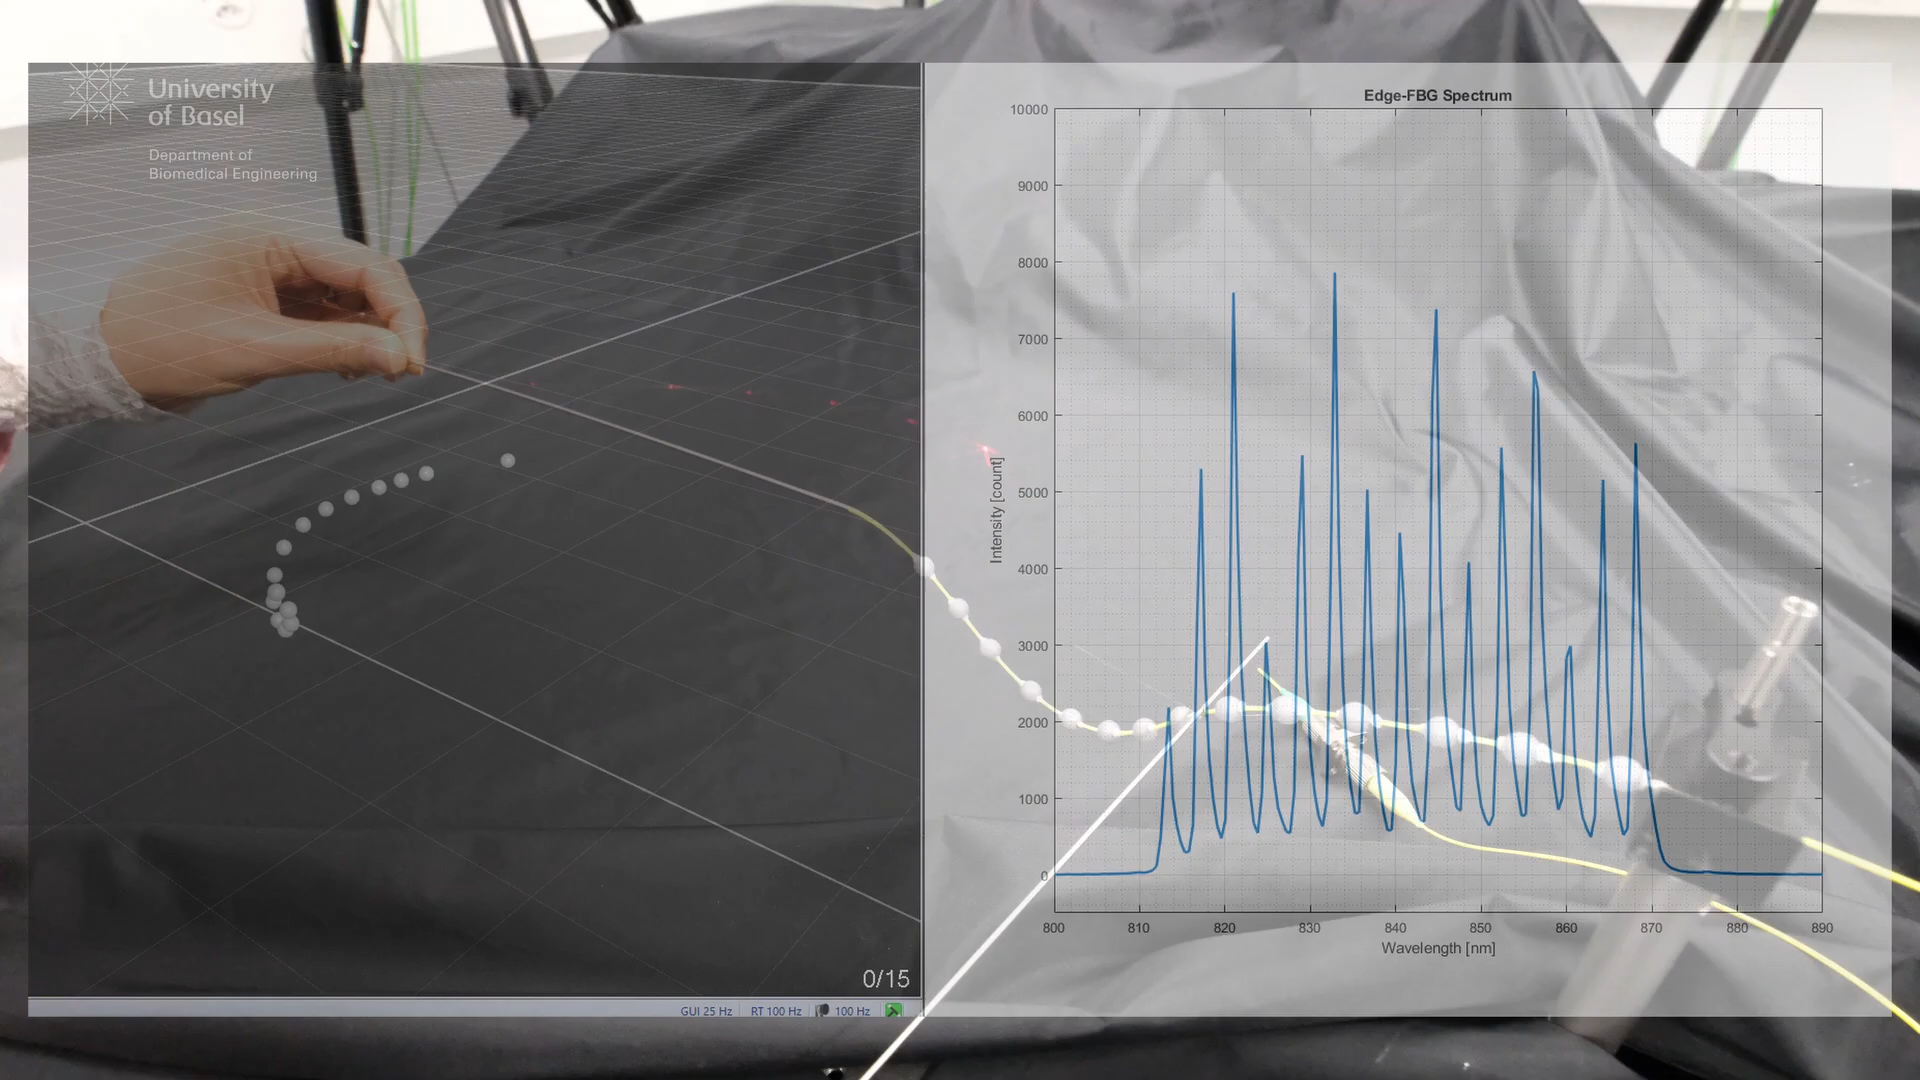 University
of Basel
Department of
Biomedical Engineering
0/15
GUI 25 Hz
RT 100 Hz
100 Hz
Edge-FBG Spectrum
10000
9000
8000
7000
6000
5000
4000
3000
2000
1000
0
Intensity [count]
800 810 820 830 840 850 860 870 880 890
Wavelength [nm]